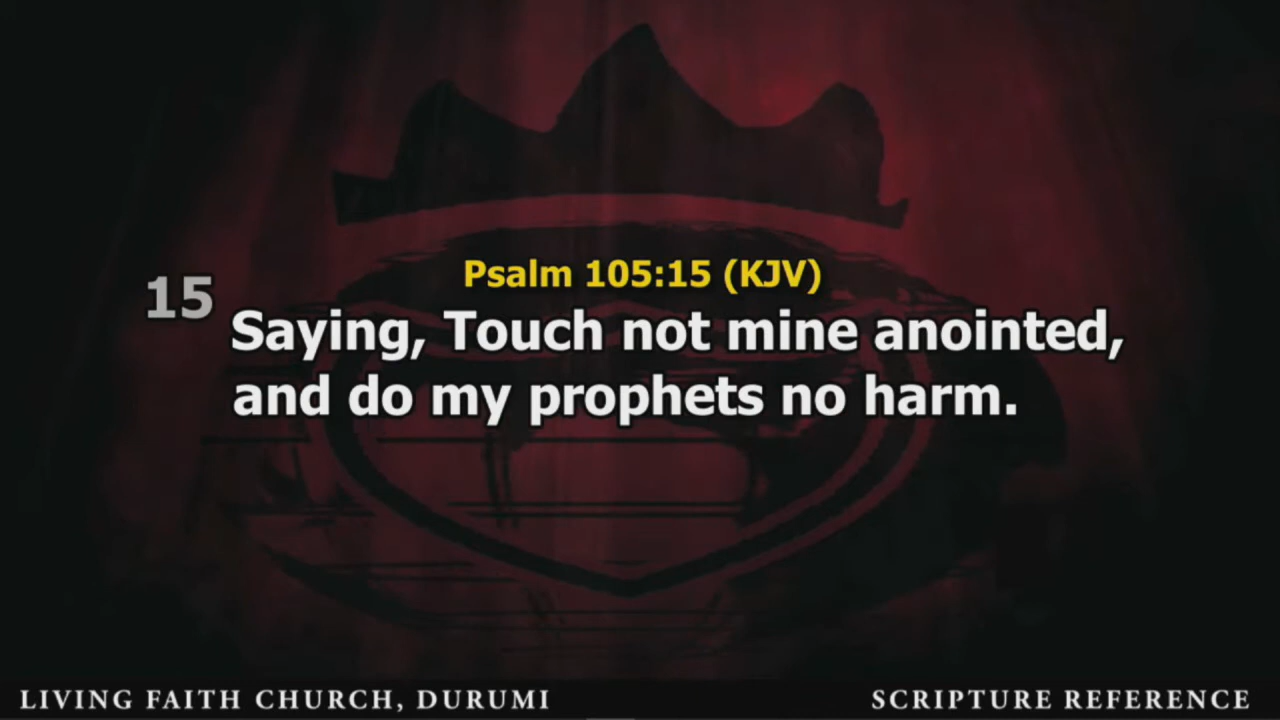 Psalm 105:15 (KJV)
15
Saying, Touch not mine anointed,
and do my prophets no harm.
LIVING FAITH CHURCH, DURUMI
SCRIPTURE REFERENCE